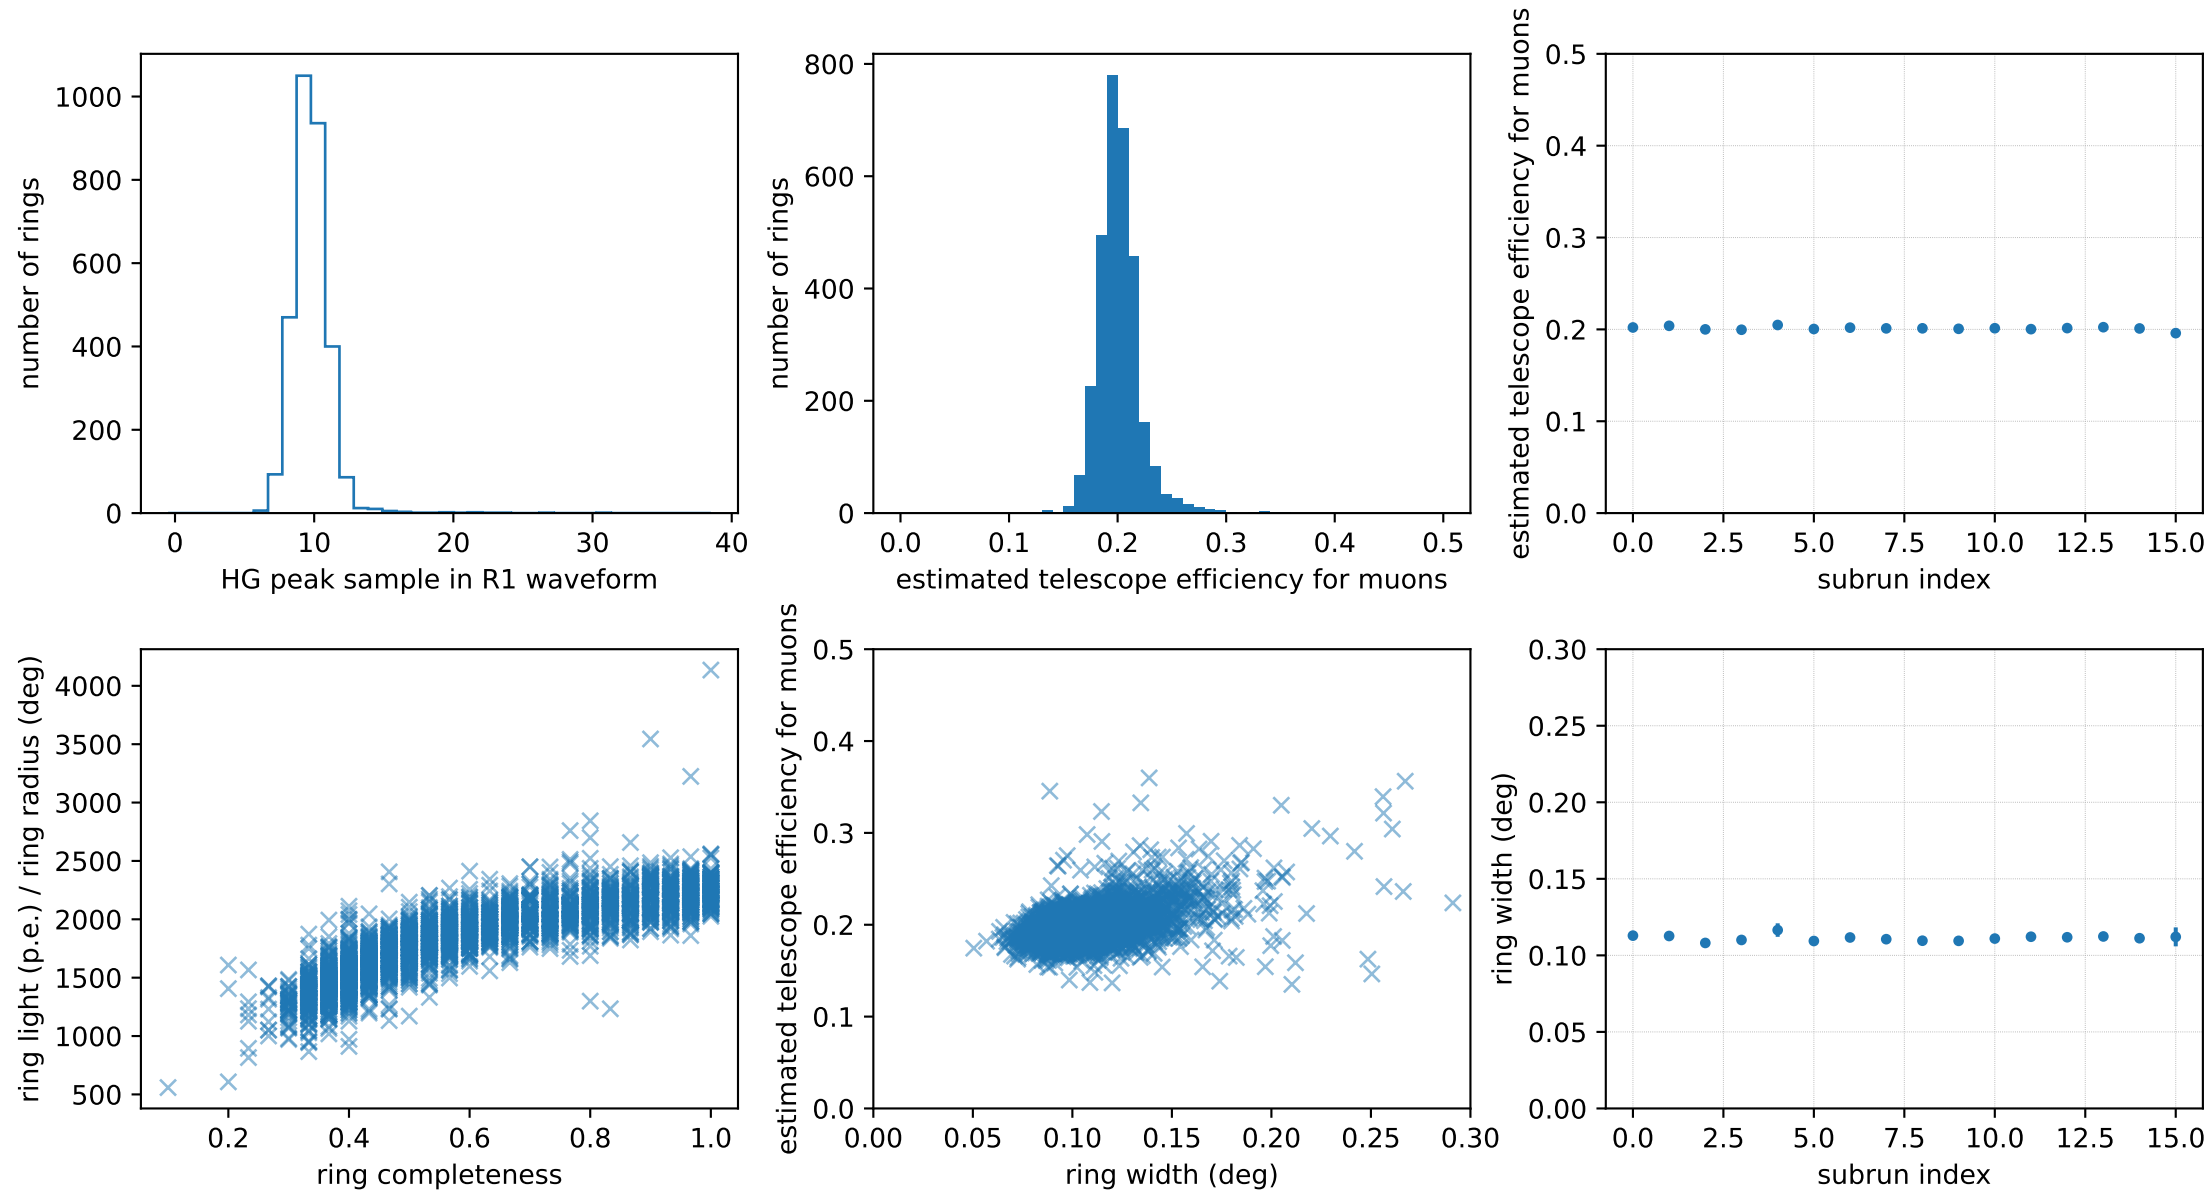 number of rings
1000
800
600
400
200
0
0 10 20 30 40
HG peak sample in R1 waveform
number of rings
800
600
400
200
0
0.0 0.1 0.2 0.3 0.4 0.5
estimated telescope efficiency for muons
estimated telescope efficiency for muons
0.5
0.4
0.3
0.2
0.1
0.0
0.0 2.5 5.0 7.5 10.0 12.5 15.0
subrun index
ring light (p.e.) / ring radius (deg)
4000
3500
3000
2500
2000
1500
1000
500
0.2 0.4 0.6 0.8 1.0
ring completeness
estimated telescope efficiency for muons
0.5
0.4
0.3
0.2
0.1
0.0
0.00 0.05 0.10 0.15 0.20 0.25 0.30
ring width (deg)
ring width (deg)
0.30
0.25
0.20
0.15
0.10
0.05
0.00
0.0 2.5 5.0 7.5 10.0 12.5 15.0
subrun index